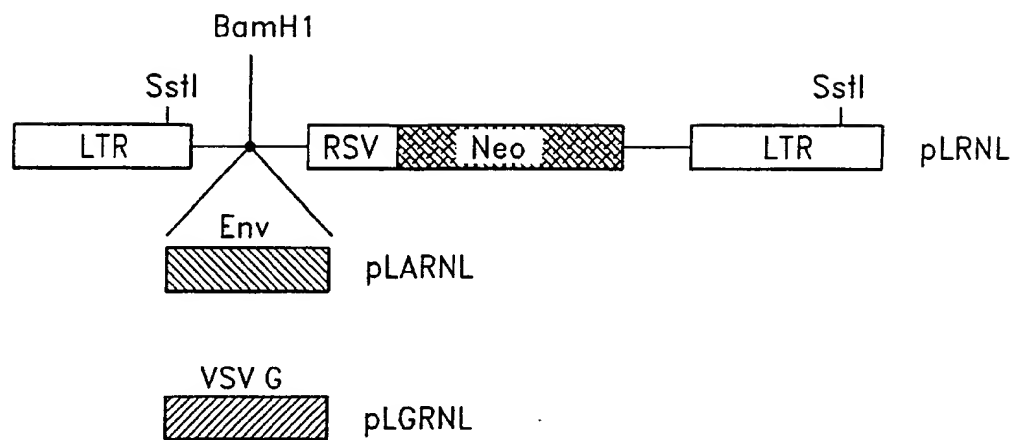 BamH1
SstI SstI
LTR RSV Neo LTR pLRNL
Env
pLARNL
VSV G
pLGRNL